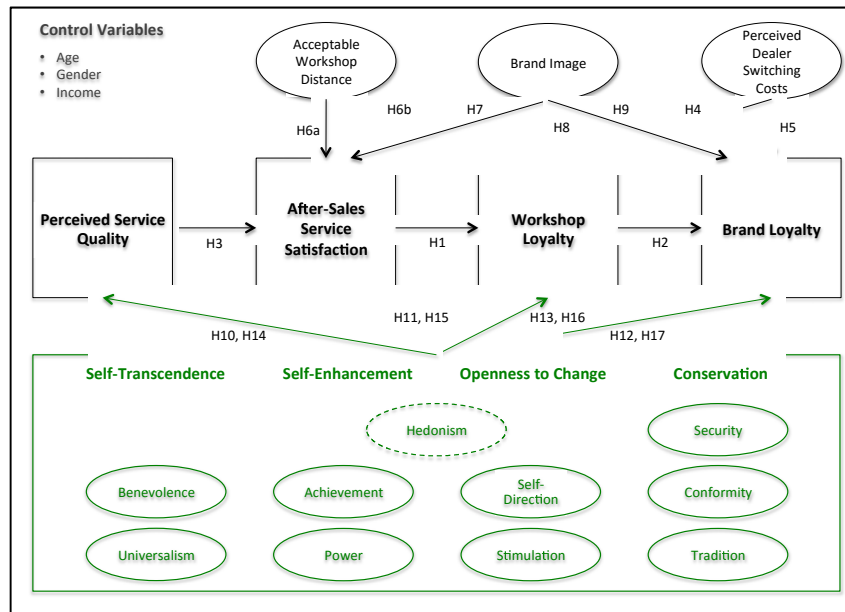 Control Variables
• Age
• Gender
• Income
Acceptable
Workshop
Distance
Brand Image
Perceived
Dealer
Switching
Costs
H6a
H6b
H7
H8
H9
H4
H5
Perceived Service
Quality
H3
After-Sales
Service
Satisfaction
H1
Workshop
Loyalty
H2
Brand Loyalty
H10, H14
H11, H15
H13, H16
H12, H17
Self-Transcendence
Self-Enhancement
Openness to Change
Conservation
Hedonism
Security
Benevolence
Achievement
Self-
Direction
Conformity
Universalism
Power
Stimulation
Tradition